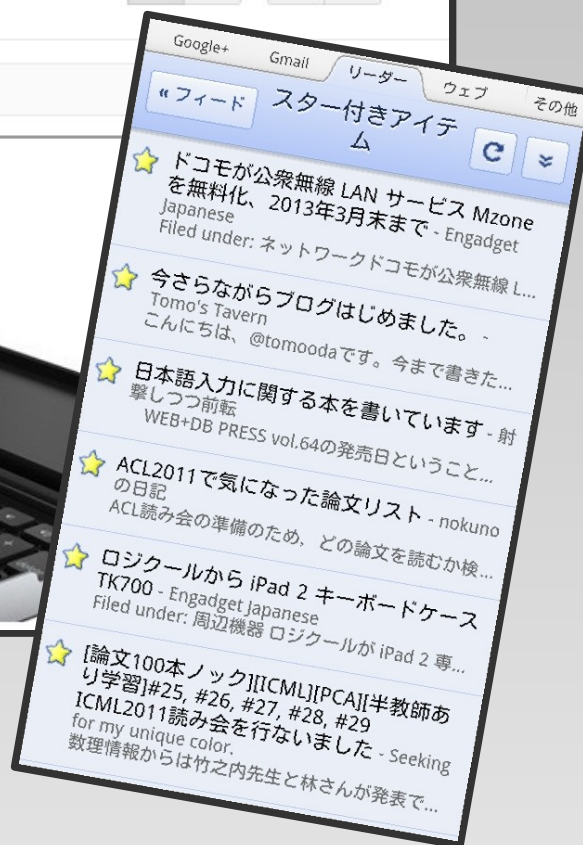 Google+ Gmail リーダー ウェブ その他
« フィード
スター付きアイテ
ム
ドコモが公衆無線 LAN サービス Mzone
を無料化、2013年3月末まで - Engadget
Japanese
Filed under: ネットワークドコモが公衆無線 L...
今さらながらブログはじめました。 -
Tomo's Tavern
こんにちは、@tomoodaです。今まで書きた...
日本語入力に関する本を書いています - 射
撃しつつ前転
WEB+DB PRESS vol.64の発売日ということ...
ACL2011で気になった論文リスト - nokuno
の日記
ACL読み会の準備のため，どの論文を読むか検...
ロジクールから iPad 2 キーボードケース
TK700 - Engadget Japanese
Filed under: 周辺機器 ロジクールが iPad 2 専...
[論文100本ノック][ICML][PCA][半教師あ
り学習]#25, #26, #27, #28, #29
ICML2011読み会を行ないました - Seeking
for my unique color.
数理情報からは竹之内先生と林さんが発表で...